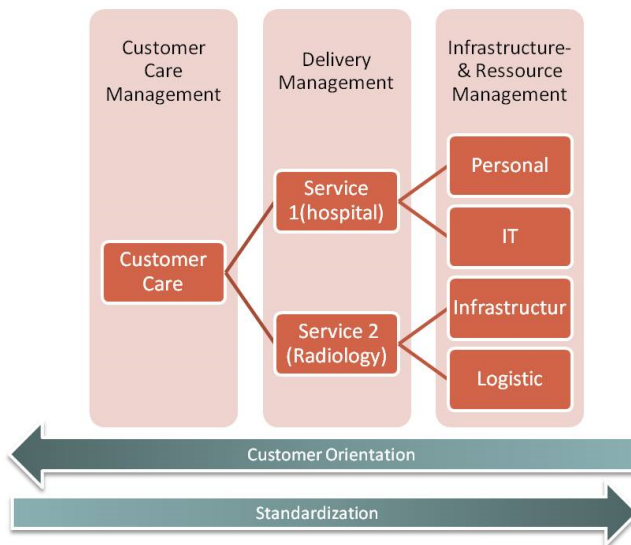 Customer
Care
Management
Delivery
Management
Infrastructure-
& Ressource
Management
Customer
Care
Service
1(hospital)
Service 2
(Radiology)
Personal
IT
Infrastructur
Logistic
Customer Orientation
Standardization